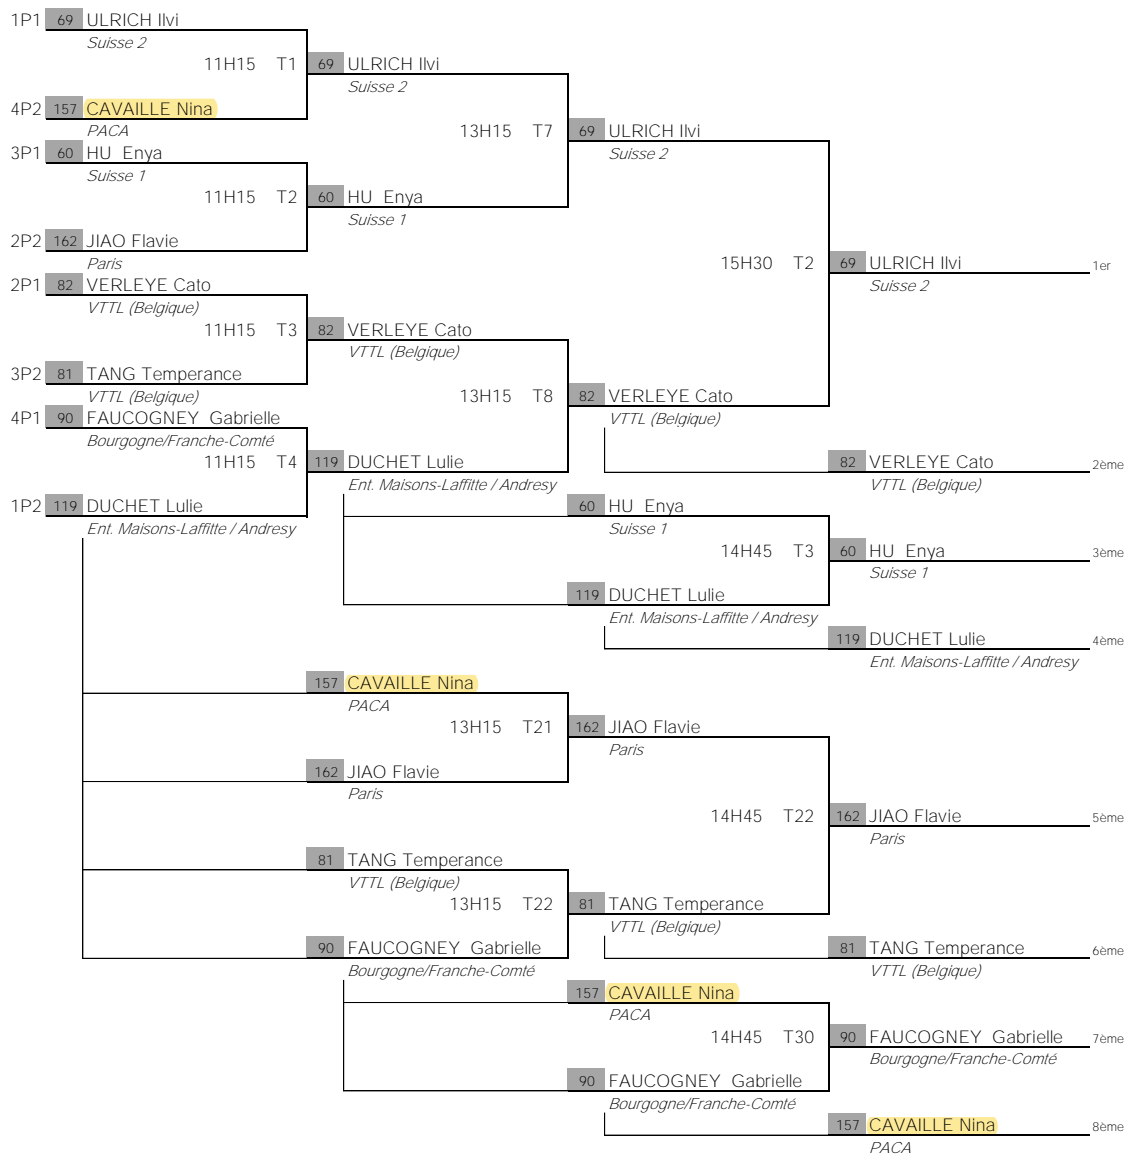 1P1 69 ULRICH Ilvi
Suisse 2
11H15 T1 69 ULRICH Ilvi
Suisse 2
4P2 157 CAVAILLE Nina
PACA
13H15 T7 69 ULRICH Ilvi
Suisse 2
3P1 60 HU Enya
Suisse 1
11H15 T2 60 HU Enya
Suisse 1
2P2 162 JIAO Flavie
Paris
15H30 T2 69 ULRICH Ilvi 1er
Suisse 2
2P1 82 VERLEYE Cato
VTTL (Belgique)
11H15 T3 82 VERLEYE Cato
VTTL (Belgique)
3P2 81 TANG Temperance
VTTL (Belgique)
13H15 T8 82 VERLEYE Cato
VTTL (Belgique)
4P1 90 FAUCOGNEY Gabrielle
Bourgogne/Franche-Comté
11H15 T4 119 DUCHET Lulie
Ent. Maisons-Laffitte / Andresy
82 VERLEYE Cato 2ème
VTTL (Belgique)
1P2 119 DUCHET Lulie
Ent. Maisons-Laffitte / Andresy
60 HU Enya
Suisse 1
14H45 T3 60 HU Enya 3ème
Suisse 1
119 DUCHET Lulie
Ent. Maisons-Laffitte / Andresy
119 DUCHET Lulie 4ème
Ent. Maisons-Laffitte / Andresy
157 CAVAILLE Nina
PACA
13H15 T21 162 JIAO Flavie
Paris
162 JIAO Flavie
Paris
14H45 T22 162 JIAO Flavie 5ème
Paris
81 TANG Temperance
VTTL (Belgique)
13H15 T22 81 TANG Temperance
VTTL (Belgique)
90 FAUCOGNEY Gabrielle
Bourgogne/Franche-Comté
81 TANG Temperance 6ème
VTTL (Belgique)
157 CAVAILLE Nina
PACA
14H45 T30 90 FAUCOGNEY Gabrielle 7ème
Bourgogne/Franche-Comté
90 FAUCOGNEY Gabrielle
Bourgogne/Franche-Comté
157 CAVAILLE Nina 8ème
PACA